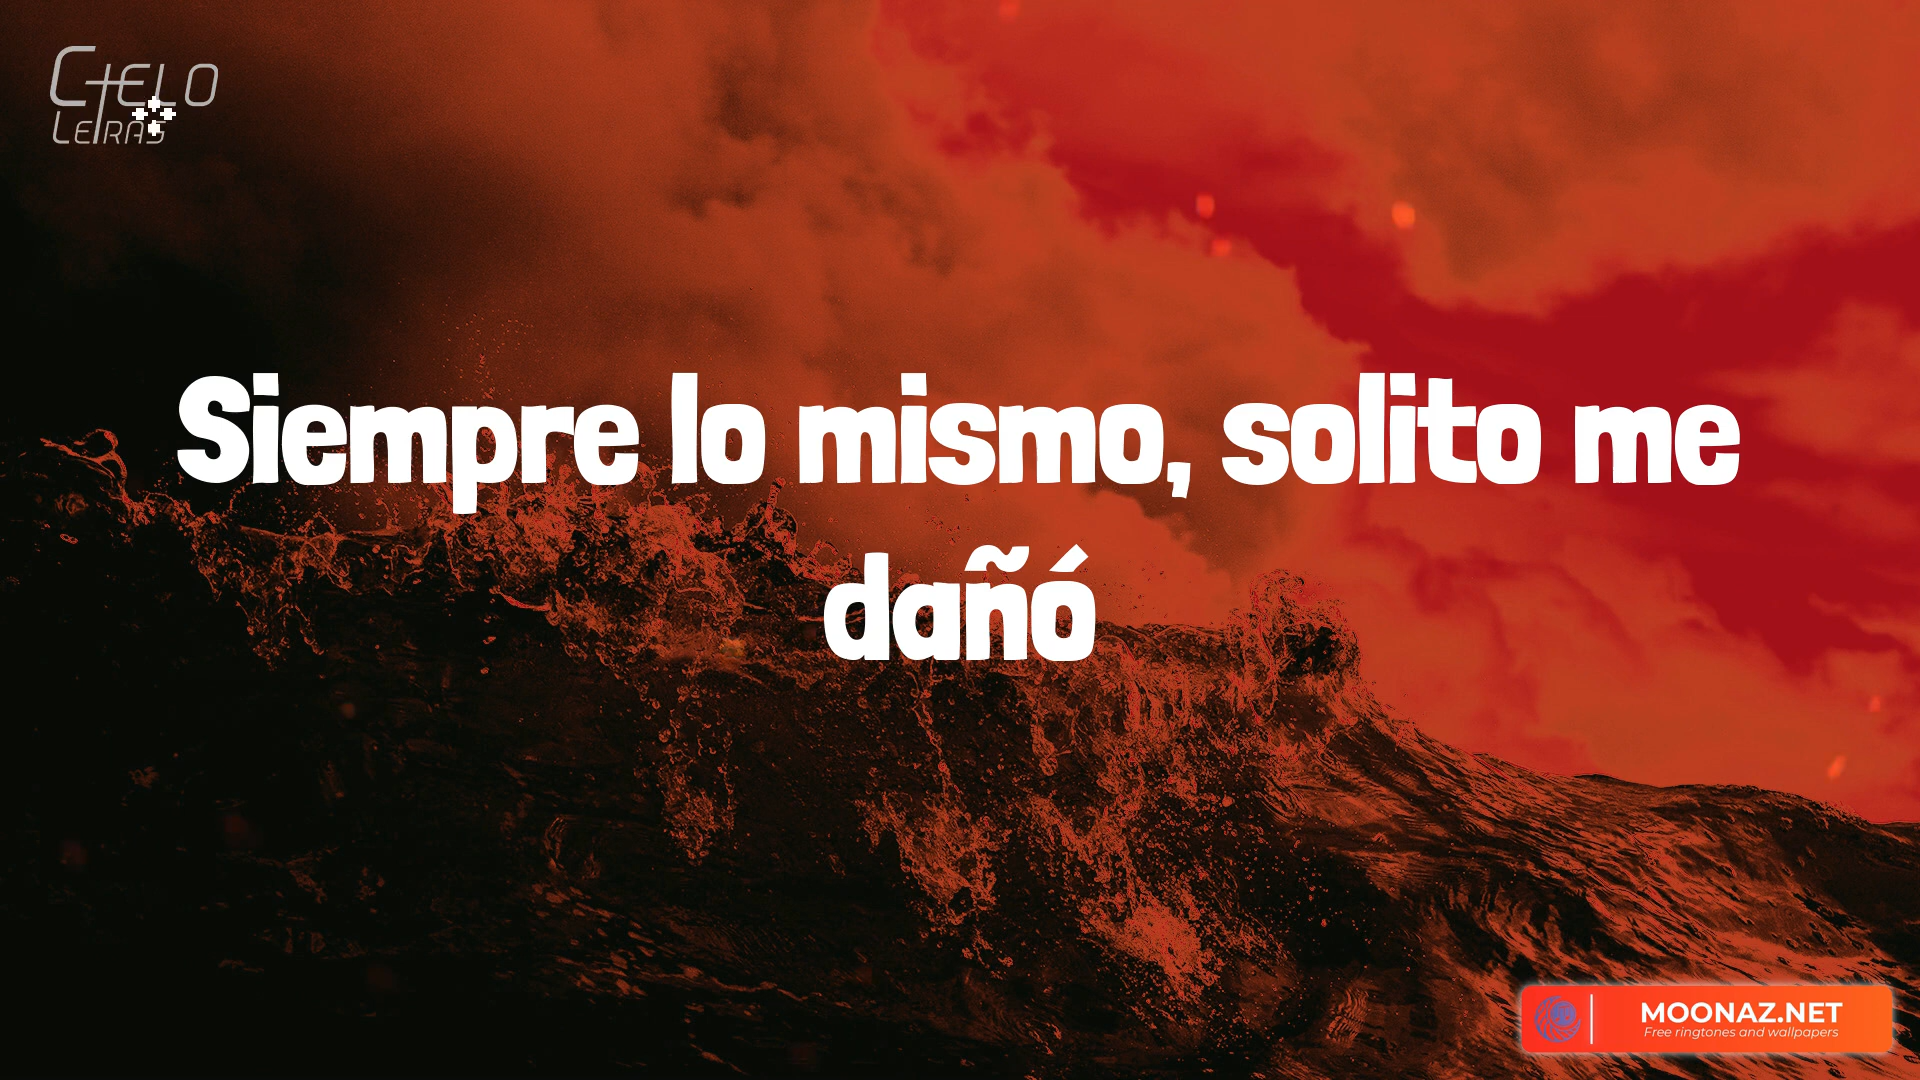 CIELO
LETRAS
Siempre lo mismo, solito me
dañó
MOONAZ.NET
Free ringtones and wallpapers